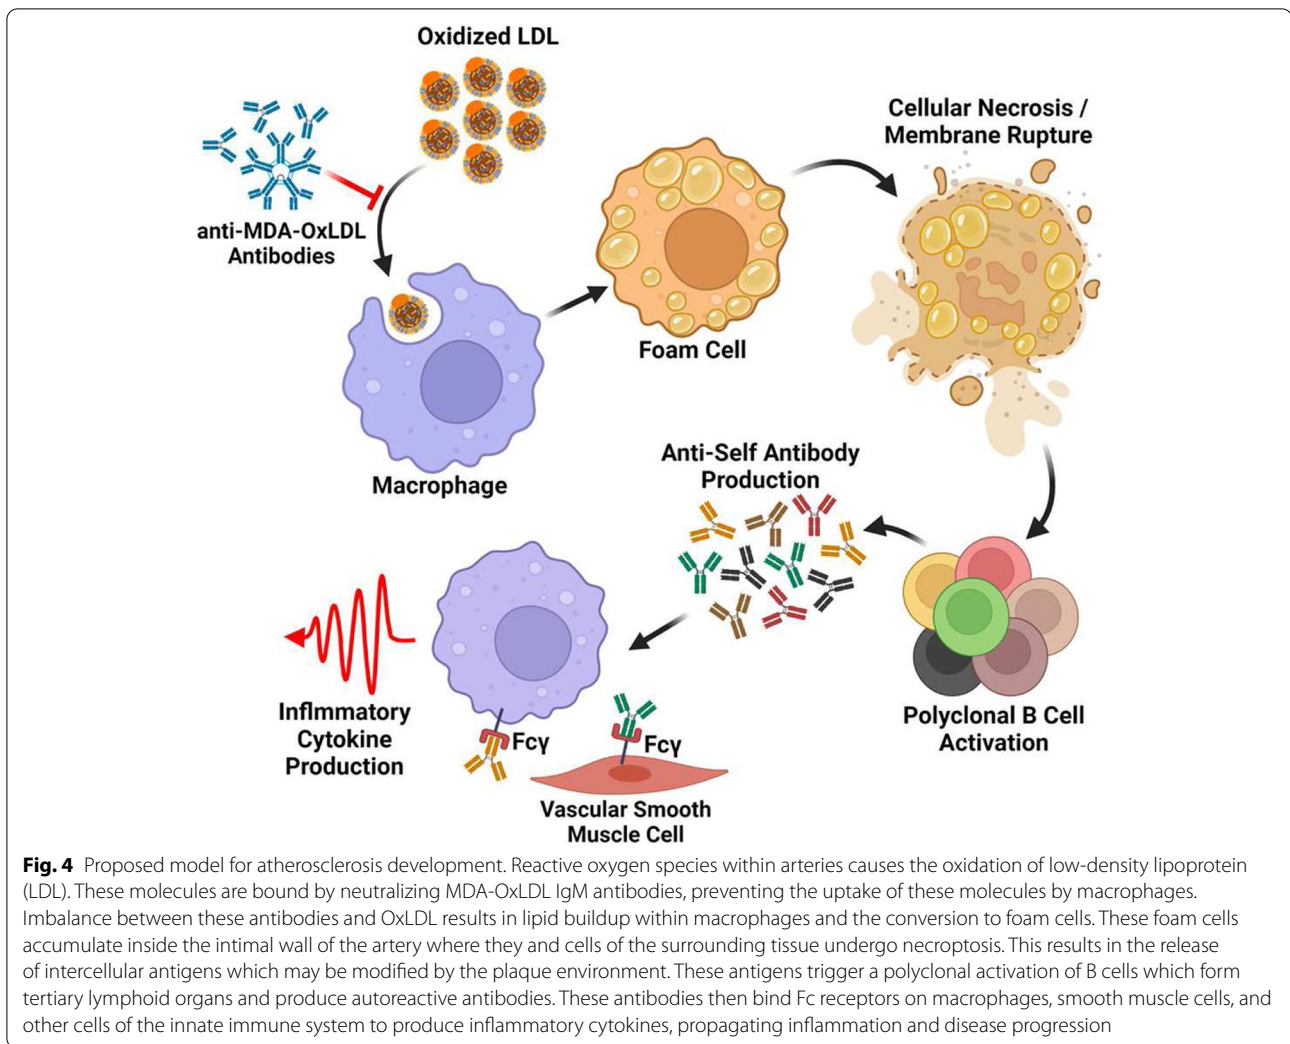 Oxidized LDL
anti-MDA-OxLDL
Antibodies
Macrophage
Foam Cell
Cellular Necrosis /
Membrane Rupture
Polyclonal B Cell
Activation
Anti-Self Antibody
Production
Fcγ
Fcγ
Vascular Smooth
Muscle Cell
Inflmmatory
Cytokine
Production
Fig. 4 Proposed model for atherosclerosis development. Reactive oxygen species within arteries causes the oxidation of low-density lipoprotein
(LDL). These molecules are bound by neutralizing MDA-OxLDL IgM antibodies, preventing the uptake of these molecules by macrophages.
Imbalance between these antibodies and OxLDL results in lipid buildup within macrophages and the conversion to foam cells. These foam cells
accumulate inside the intimal wall of the artery where they and cells of the surrounding tissue undergo necroptosis. This results in the release
of intercellular antigens which may be modified by the plaque environment. These antigens trigger a polyclonal activation of B cells which form
tertiary lymphoid organs and produce autoreactive antibodies. These antibodies then bind Fc receptors on macrophages, smooth muscle cells, and
other cells of the innate immune system to produce inflammatory cytokines, propagating inflammation and disease progression